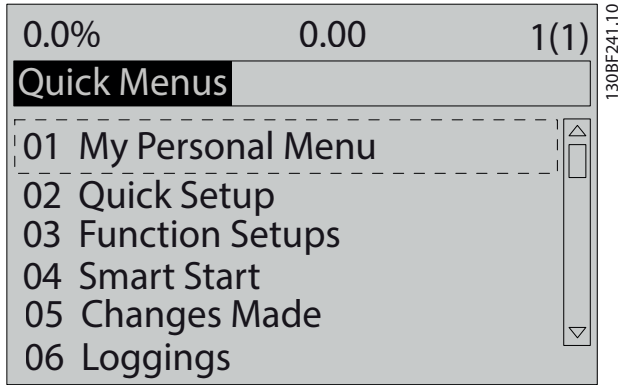 0.0% 0.00 1(1)
Quick Menus
01 My Personal Menu
02 Quick Setup
03 Function Setups
04 Smart Start
05 Changes Made
06 Loggings
130BF241.10